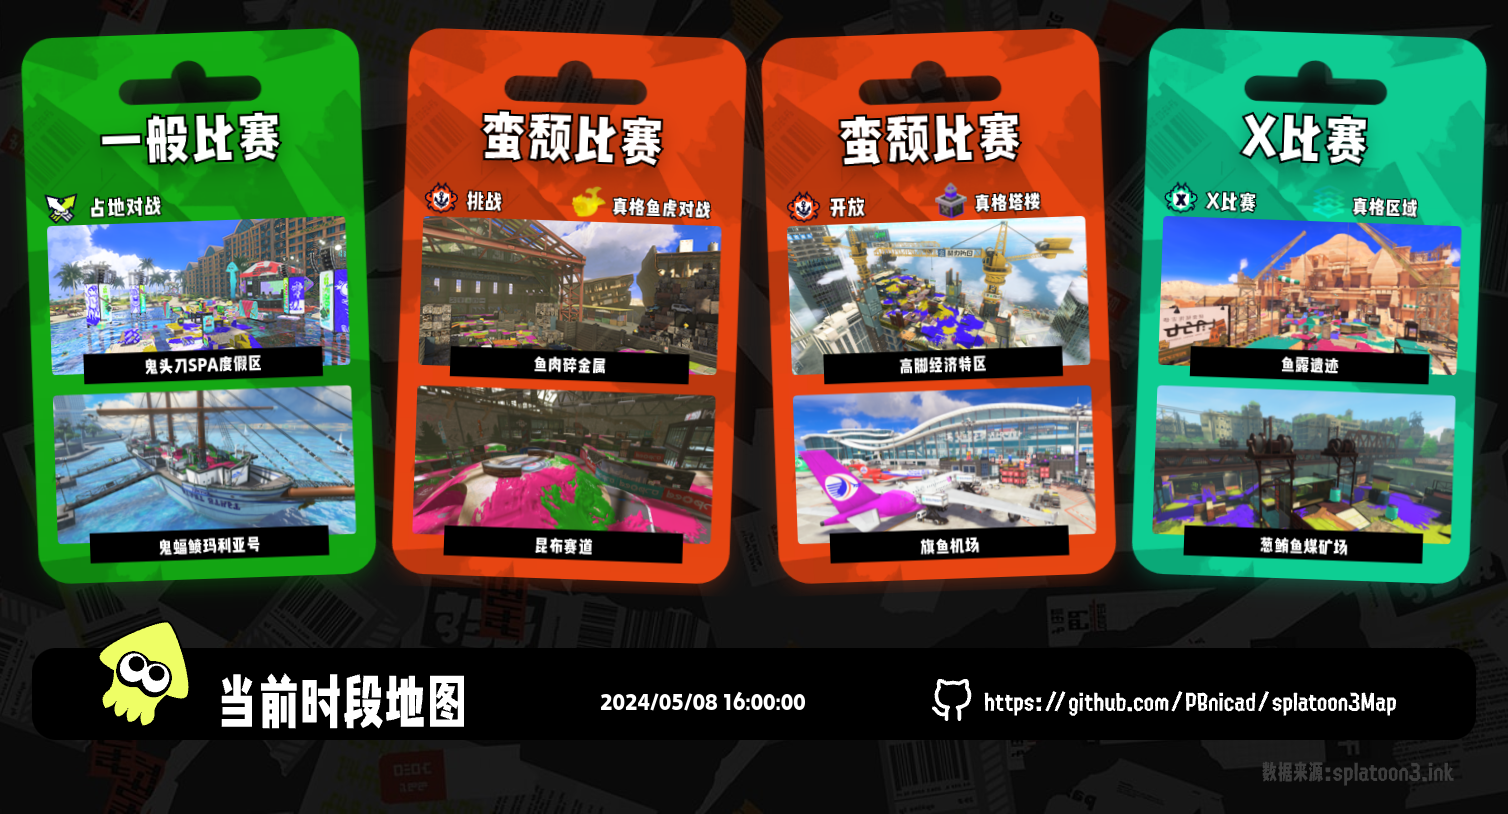 一般比赛
占地对战
鬼头刀SPA度假区
鬼蝠鲼玛利亚号
蛮颓比赛
挑战
真格鱼虎对战
鱼肉碎金属
昆布赛道
蛮颓比赛
开放
真格塔楼
高脚经济特区
旗鱼机场
X比赛
X比赛
真格区域
鱼露遗迹
葱鲔鱼煤矿场
当前时段地图
2024/05/08 16:00:00
https://github.com/PBnicad/splatoon3Map
数据来源:splatoon3.ink